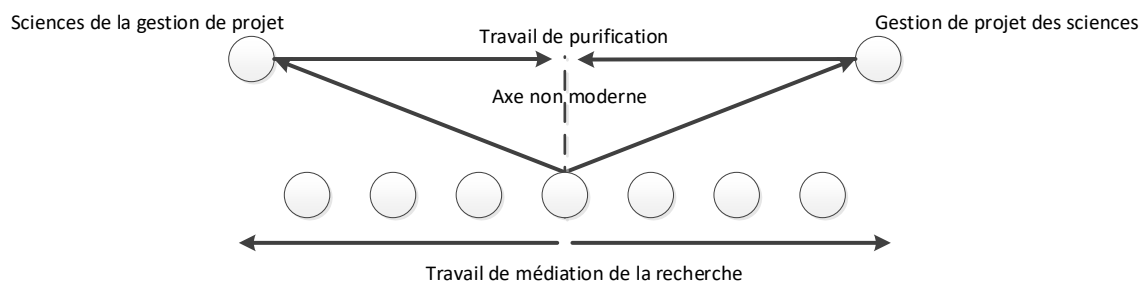 Sciences de la gestion de projet
Gestion de projet des sciences
Travail de purification
Axe non moderne
Travail de médiation de la recherche